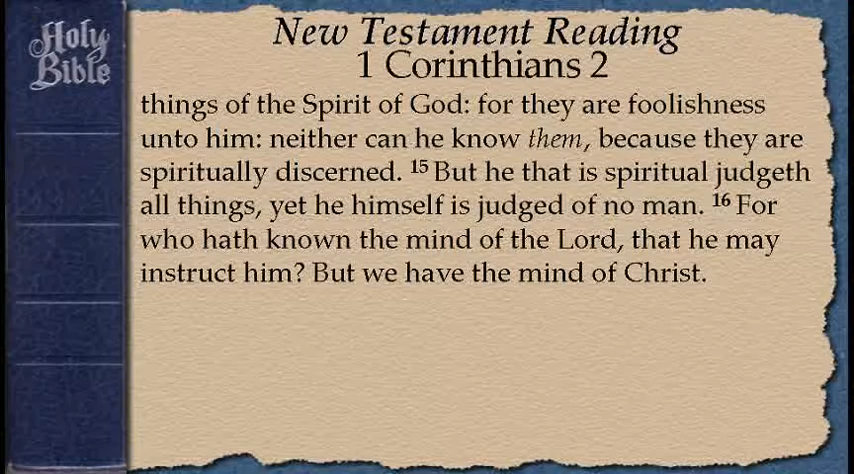 Holy
Bible
New Testament Reading
1 Corinthians 2
things of the Spirit of God: for they are foolishness
unto him: neither can he know them, because they are
spiritually discerned. 15 But he that is spiritual judgeth
all things, yet he himself is judged of no man. 16 For
who hath known the mind of the Lord, that he may
instruct him? But we have the mind of Christ.